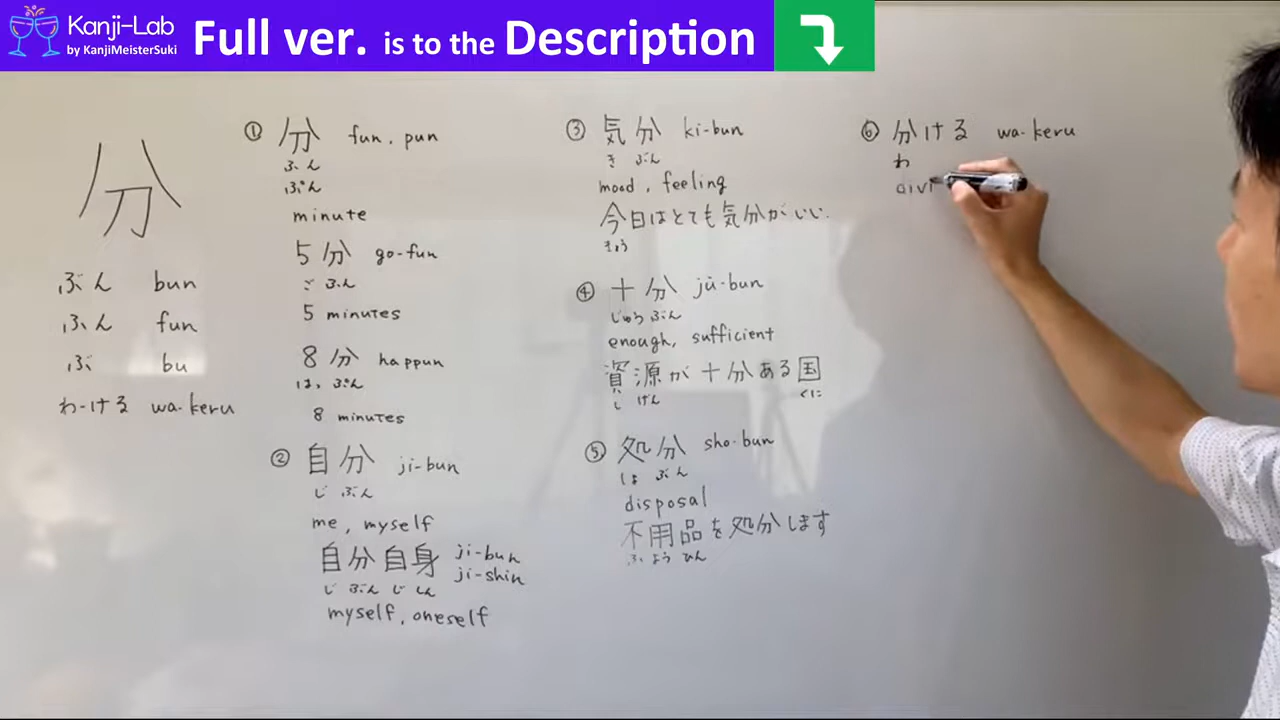 Kanji-Lab
by KanjiMeisterSuki
Full ver. is to the Description
分
ぶん bun
ふん fun
ぶ bu
わ-ける wa-keru
① 分 fun, pun
ふん
ぷん
minute
5分 go-fun
ご ふん
5 minutes
8分 happun
はっ ぷん
8 minutes
② 自分 ji-bun
じ ぶん
me, myself
自分自身 ji-bun
ji-shin
じ ぶん じ しん
myself, oneself
③ 気分 ki-bun
き ぶん
mood, feeling
今日はとても気分がいい.
きょう
④ 十分 jū-bun
じゅう ぶん
enough, sufficient
資源が十分ある国
し げん くに
⑤ 処分 sho-bun
しょ ぶん
disposal
不用品を処分します
ふ よう ひん
⑥ 分ける wa-keru
わ
divi